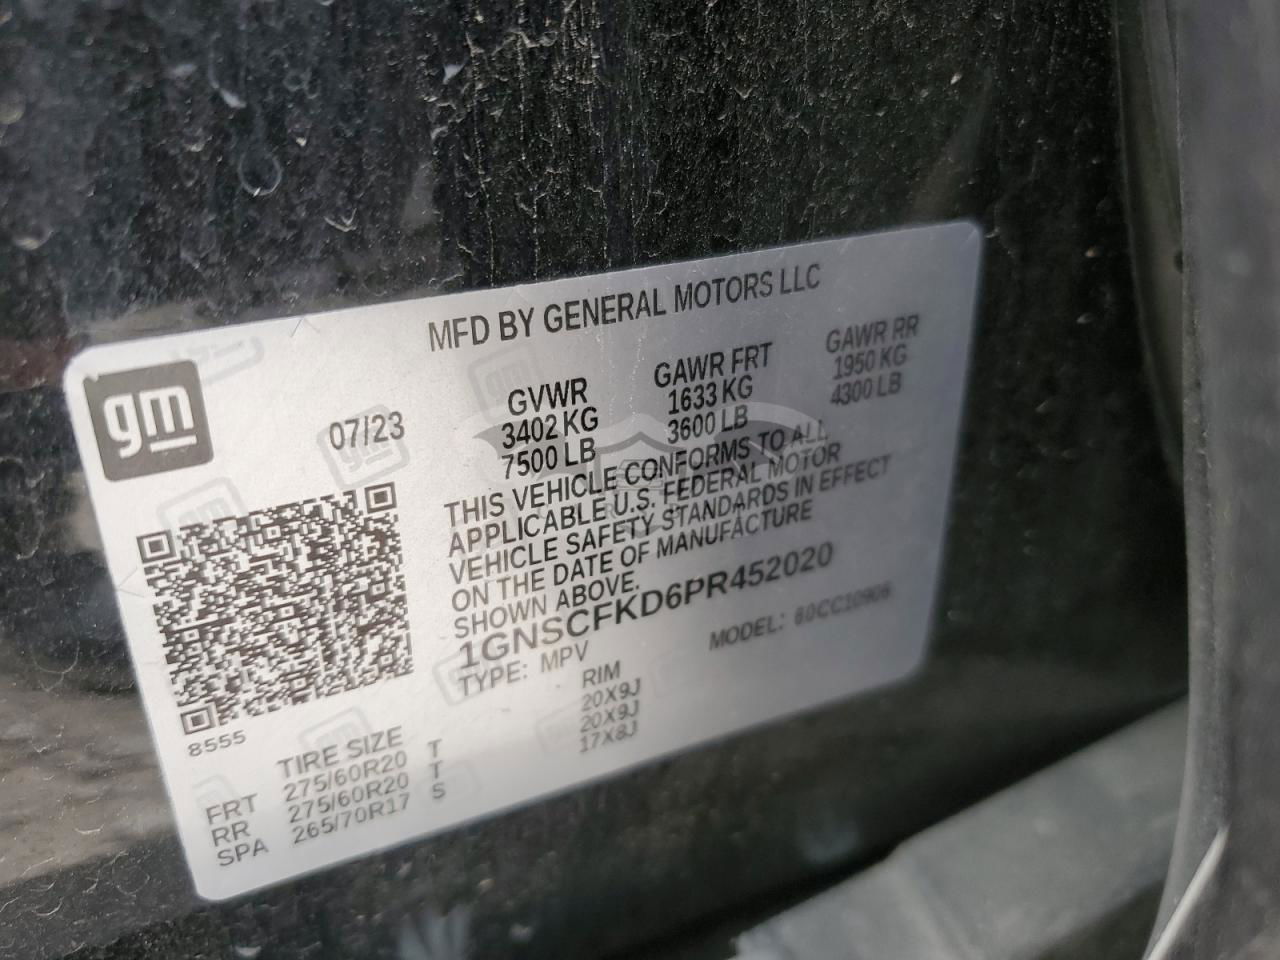 MFD BY GENERAL MOTORS LLC
gm
07/23
GVWR
3402 KG
7500 LB
GAWR FRT
1633 KG
3600 LB
GAWR RR
1950 KG
4300 LB
THIS VEHICLE CONFORMS TO ALL
APPLICABLE U.S. FEDERAL MOTOR
VEHICLE SAFETY STANDARDS IN EFFECT
ON THE DATE OF MANUFACTURE
SHOWN ABOVE.
1GNSCFKD6PR452020
TYPE: MPV
MODEL:
8555
TIRE SIZE RIM
FRT 275/60R20 T 20X9J
RR 275/60R20 T 20X9J
SPA 265/70R17 S 17X8J